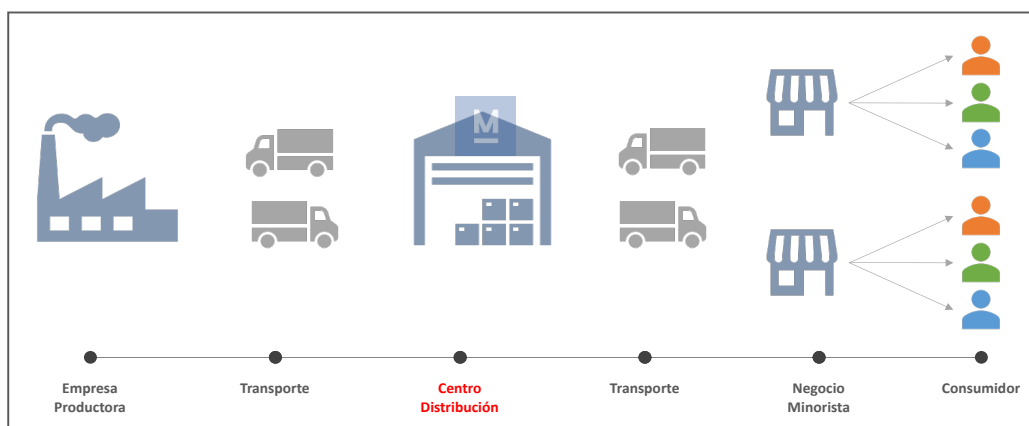 M
Empresa
Productora
Transporte
Centro
Distribución
Transporte
Negocio
Minorista
Consumidor